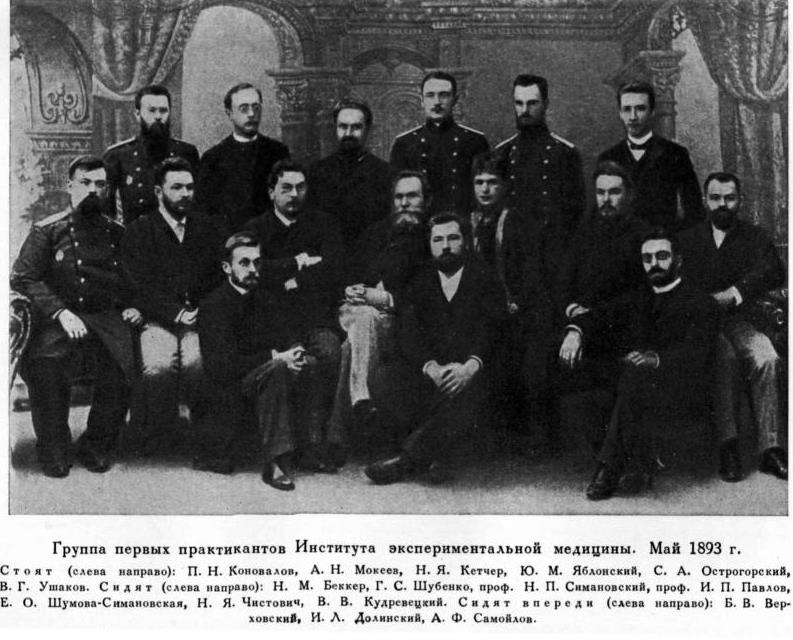 Группа первых практикантов Института экспериментальной медицины. Май 1893 г.
Стоят (слева направо): П. Н. Коновалов, А. Н. Мокеев, Н. Я. Кетчер, Ю. М. Яблонский, С. А. Острогорский,
В. Г. Ушаков. Сидят (слева направо): Н. М. Беккер, Г. С. Шубенко, проф. Н. П. Симановский, проф. И. П. Павлов,
Е. О. Шумова-Симановская, Н. Я. Чистович, В. В. Кудревецкий. Сидят впереди (слева направо): Б. В. Вер-
ховский, И. Л. Долинский, А. Ф. Самойлов.